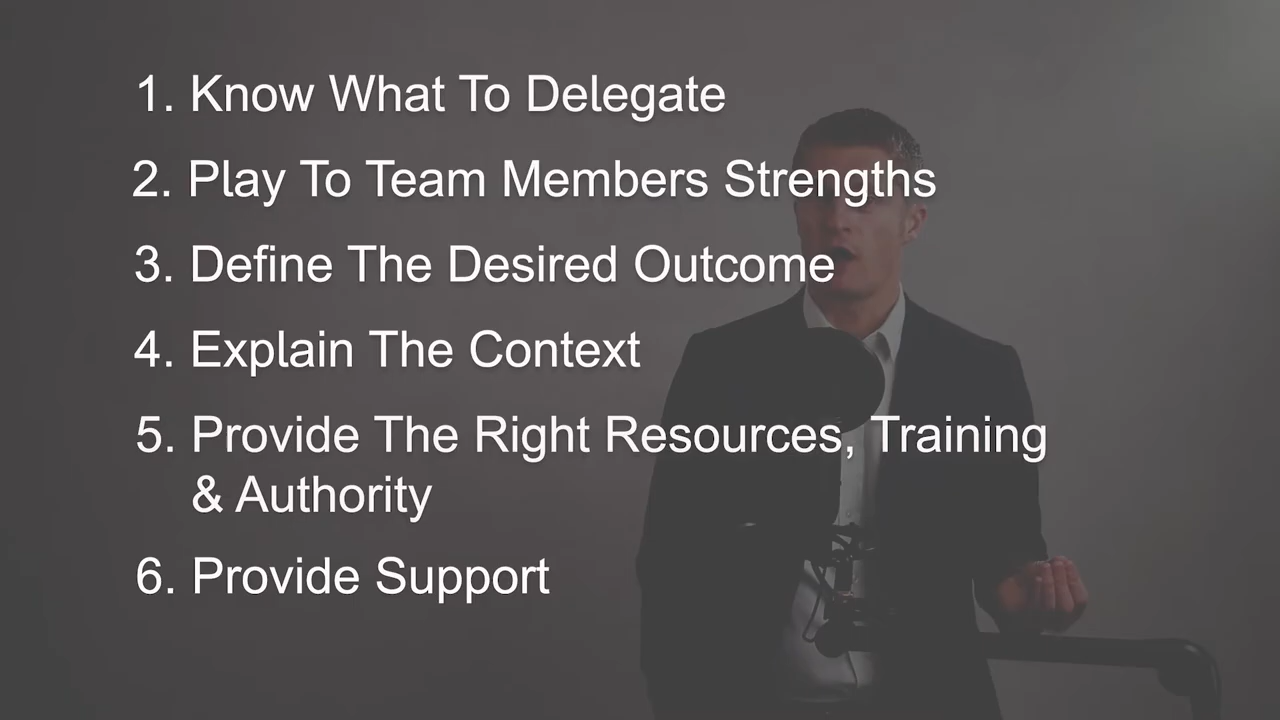 1. Know What To Delegate
2. Play To Team Members Strengths
3. Define The Desired Outcome
4. Explain The Context
5. Provide The Right Resources, Training
& Authority
6. Provide Support